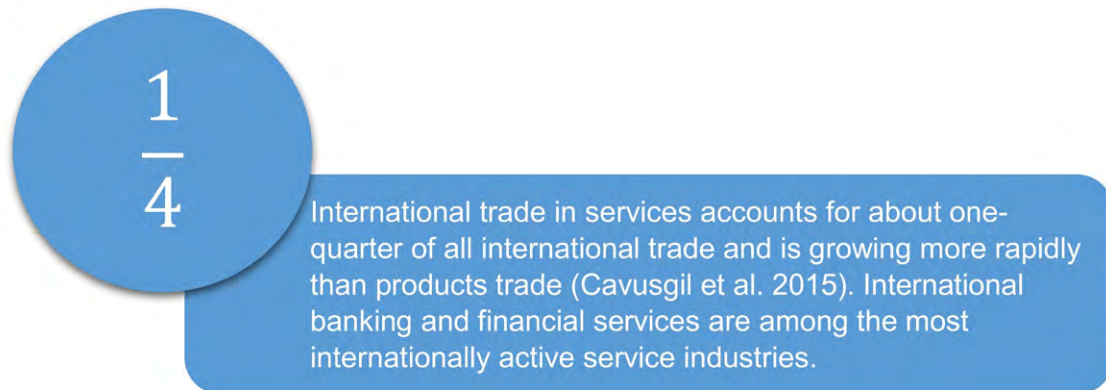 1
4
International trade in services accounts for about one-
quarter of all international trade and is growing more rapidly
than products trade (Cavusgil et al. 2015). International
banking and financial services are among the most
internationally active service industries.